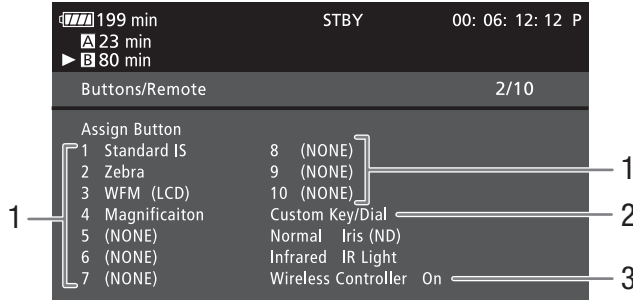 199 min STBY 00: 06: 12: 12 P
A 23 min
▶ B 80 min
Buttons/Remote 2/10
Assign Button
1 Standard IS 8 (NONE)
2 Zebra 9 (NONE)
3 WFM (LCD) 10 (NONE)
4 Magnificaiton Custom Key/Dial
5 (NONE) Normal Iris (ND)
6 (NONE) Infrared IR Light
7 (NONE) Wireless Controller On
1
1
2
3